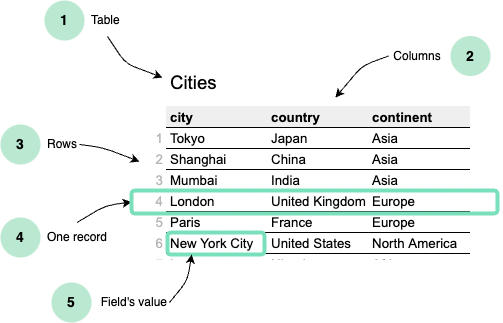 1 Table
Columns 2
Cities
city country continent
1 Tokyo Japan Asia
3 Rows
2 Shanghai China Asia
3 Mumbai India Asia
4 London United Kingdom Europe
4 One record
5 Paris France Europe
6 New York City United States North America
5 Field's value